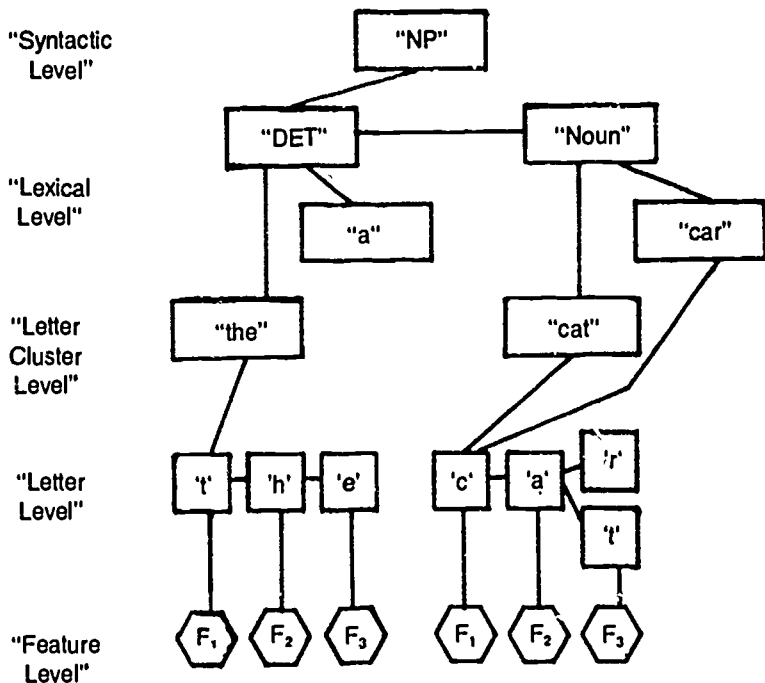 "Syntactic
Level"
"NP"
"DET"
"Noun"
"Lexical
Level"
"a"
"car"
"Letter
Cluster
Level"
"the"
"cat"
"Letter
Level"
't'
'h'
'e'
'c'
'a'
'r'
't'
"Feature
Level"
F₁
F₂
F₃
F₁
F₂
F₃